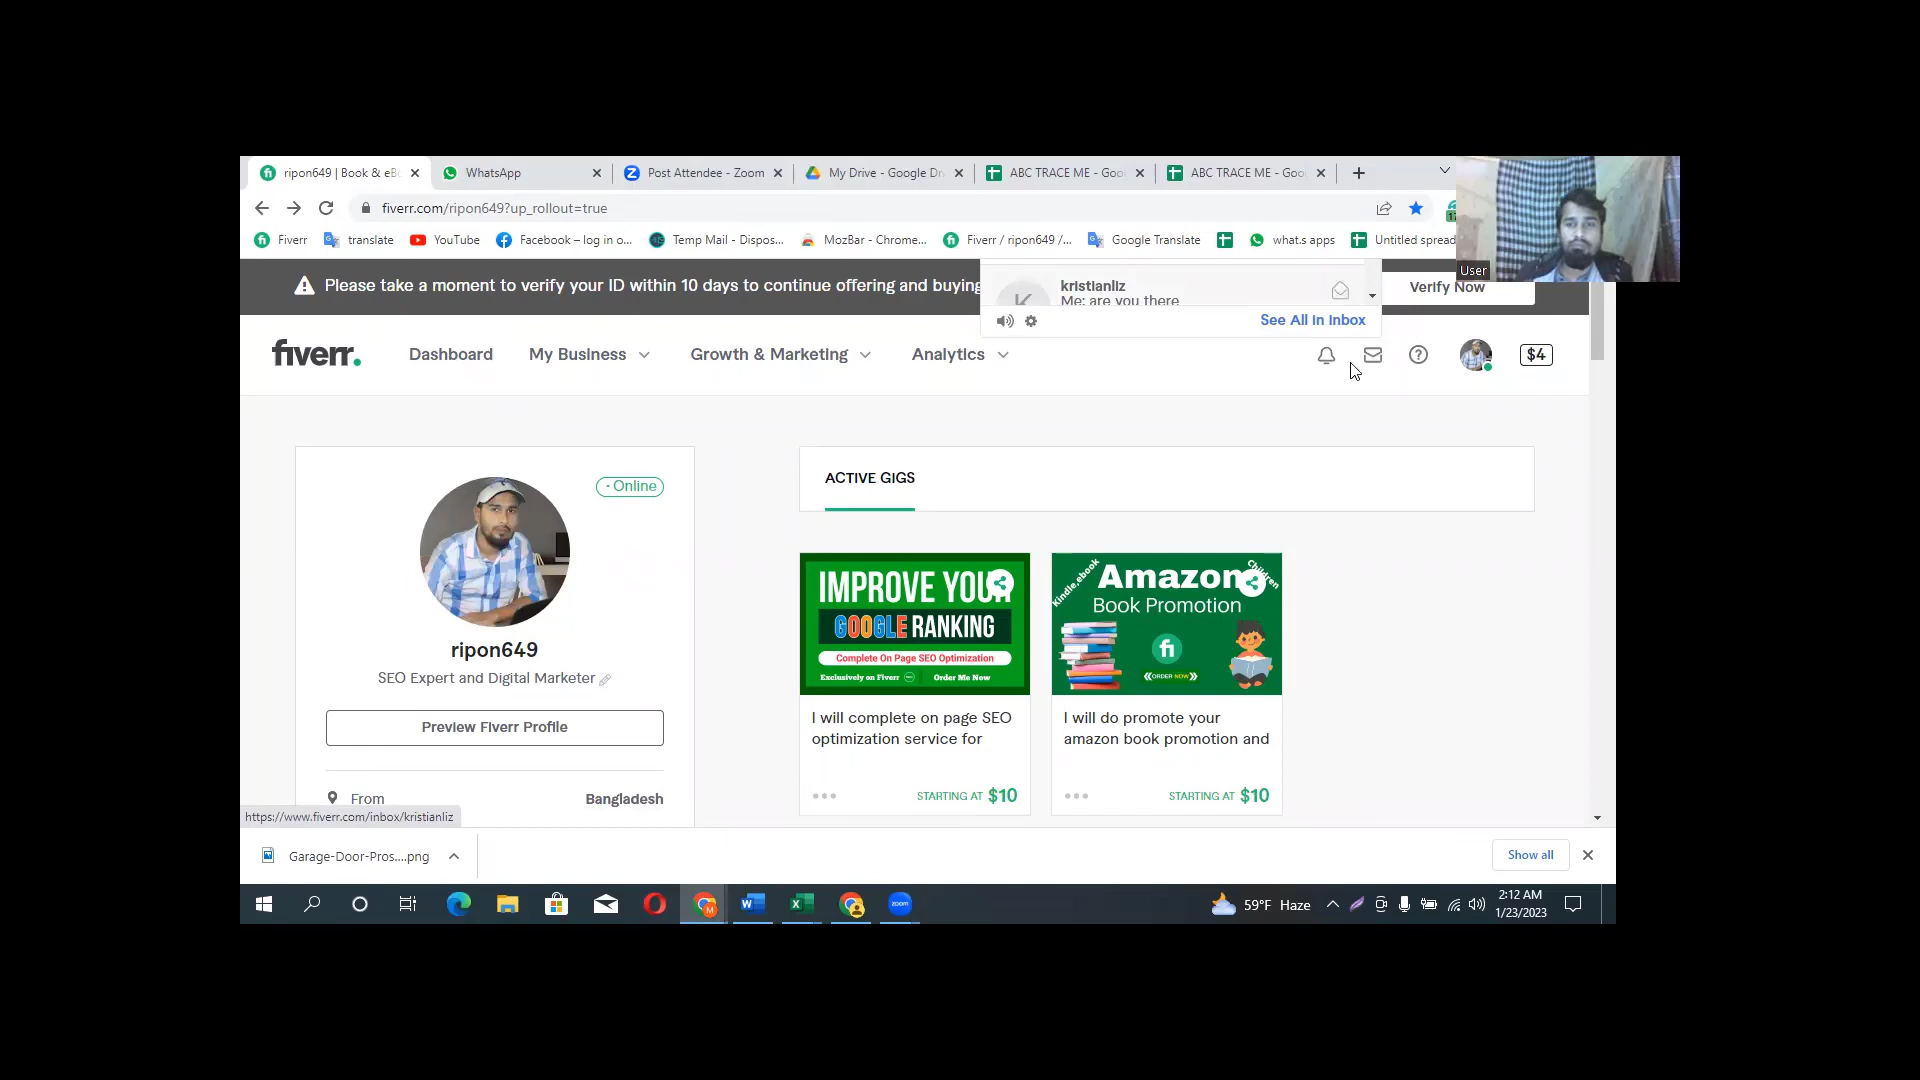 ripon649 | Book & eBo
WhatsApp
Post Attendee - Zoom
My Drive - Google Dr
ABC TRACE ME - Goo
ABC TRACE ME - Goo
fiverr.com/ripon649?up_rollout=true
Fiverr
translate
YouTube
Facebook – log in o...
Temp Mail - Dispos...
MozBar - Chrome...
Fiverr / ripon649 /...
Google Translate
what.s apps
Untitled spread
User
Please take a moment to verify your ID within 10 days to continue offering and buying
kristianliz
Me: are you there
See All in Inbox
Verify Now
fiverr.
Dashboard
My Business
Growth & Marketing
Analytics
$4
Online
ripon649
SEO Expert and Digital Marketer
Preview Fiverr Profile
From
Bangladesh
ACTIVE GIGS
IMPROVE YOUR
GOOGLE RANKING
Complete On Page SEO Optimization
Exclusively on Fiverr
Order Me Now
I will complete on page SEO
optimization service for
STARTING AT $10
Kindle,ebook
Amazon
Children
Book Promotion
fi
ORDER NOW
I will do promote your
amazon book promotion and
STARTING AT $10
https://www.fiverr.com/inbox/kristianliz
Garage-Door-Pros....png
Show all
59°F Haze
2:12 AM
1/23/2023